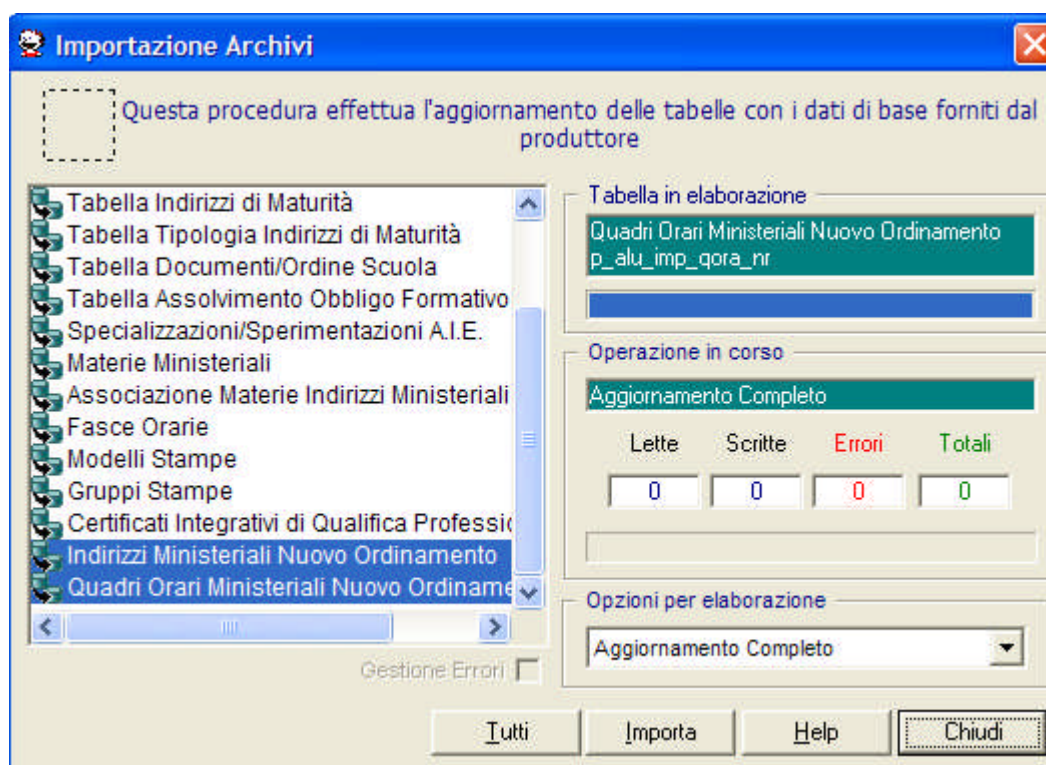 Importazione Archivi
Questa procedura effettua l'aggiornamento delle tabelle con i dati di base forniti dal
produttore
Tabella Indirizzi di Maturità
Tabella Tipologia Indirizzi di Maturità
Tabella Documenti/Ordine Scuola
Tabella Assolvimento Obbligo Formativo
Specializzazioni/Sperimentazioni A.I.E.
Materie Ministeriali
Associazione Materie Indirizzi Ministeriali
Fasce Orarie
Modelli Stampe
Gruppi Stampe
Certificati Integrativi di Qualifica Professio
Indirizzi Ministeriali Nuovo Ordinamento
Quadri Orari Ministeriali Nuovo Ordiname
Gestione Errori
Tabella in elaborazione
Quadri Orari Ministeriali Nuovo Ordinamento
p_alu_imp_qora_nr
Operazione in corso
Aggiornamento Completo
Lette Scritte Errori Totali
0 0 0 0
Opzioni per elaborazione
Aggiornamento Completo
Tutti Importa Help Chiudi